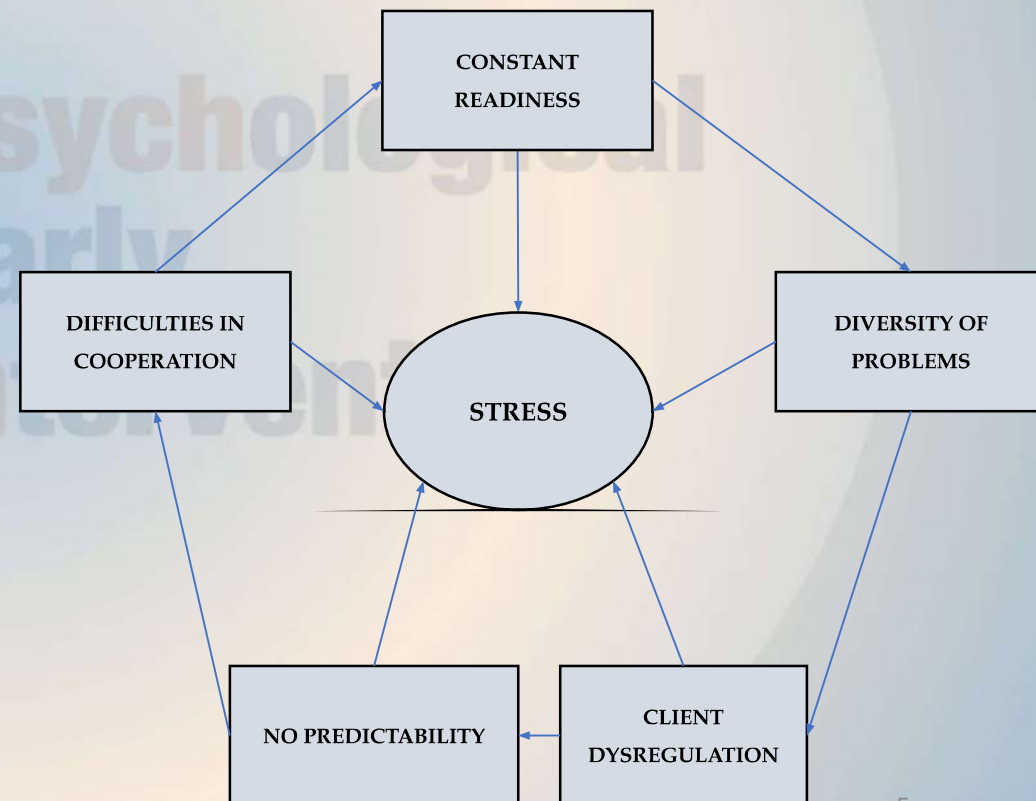 CONSTANT
READINESS
DIFFICULTIES IN
COOPERATION
DIVERSITY OF
PROBLEMS
STRESS
NO PREDICTABILITY
CLIENT
DYSREGULATION